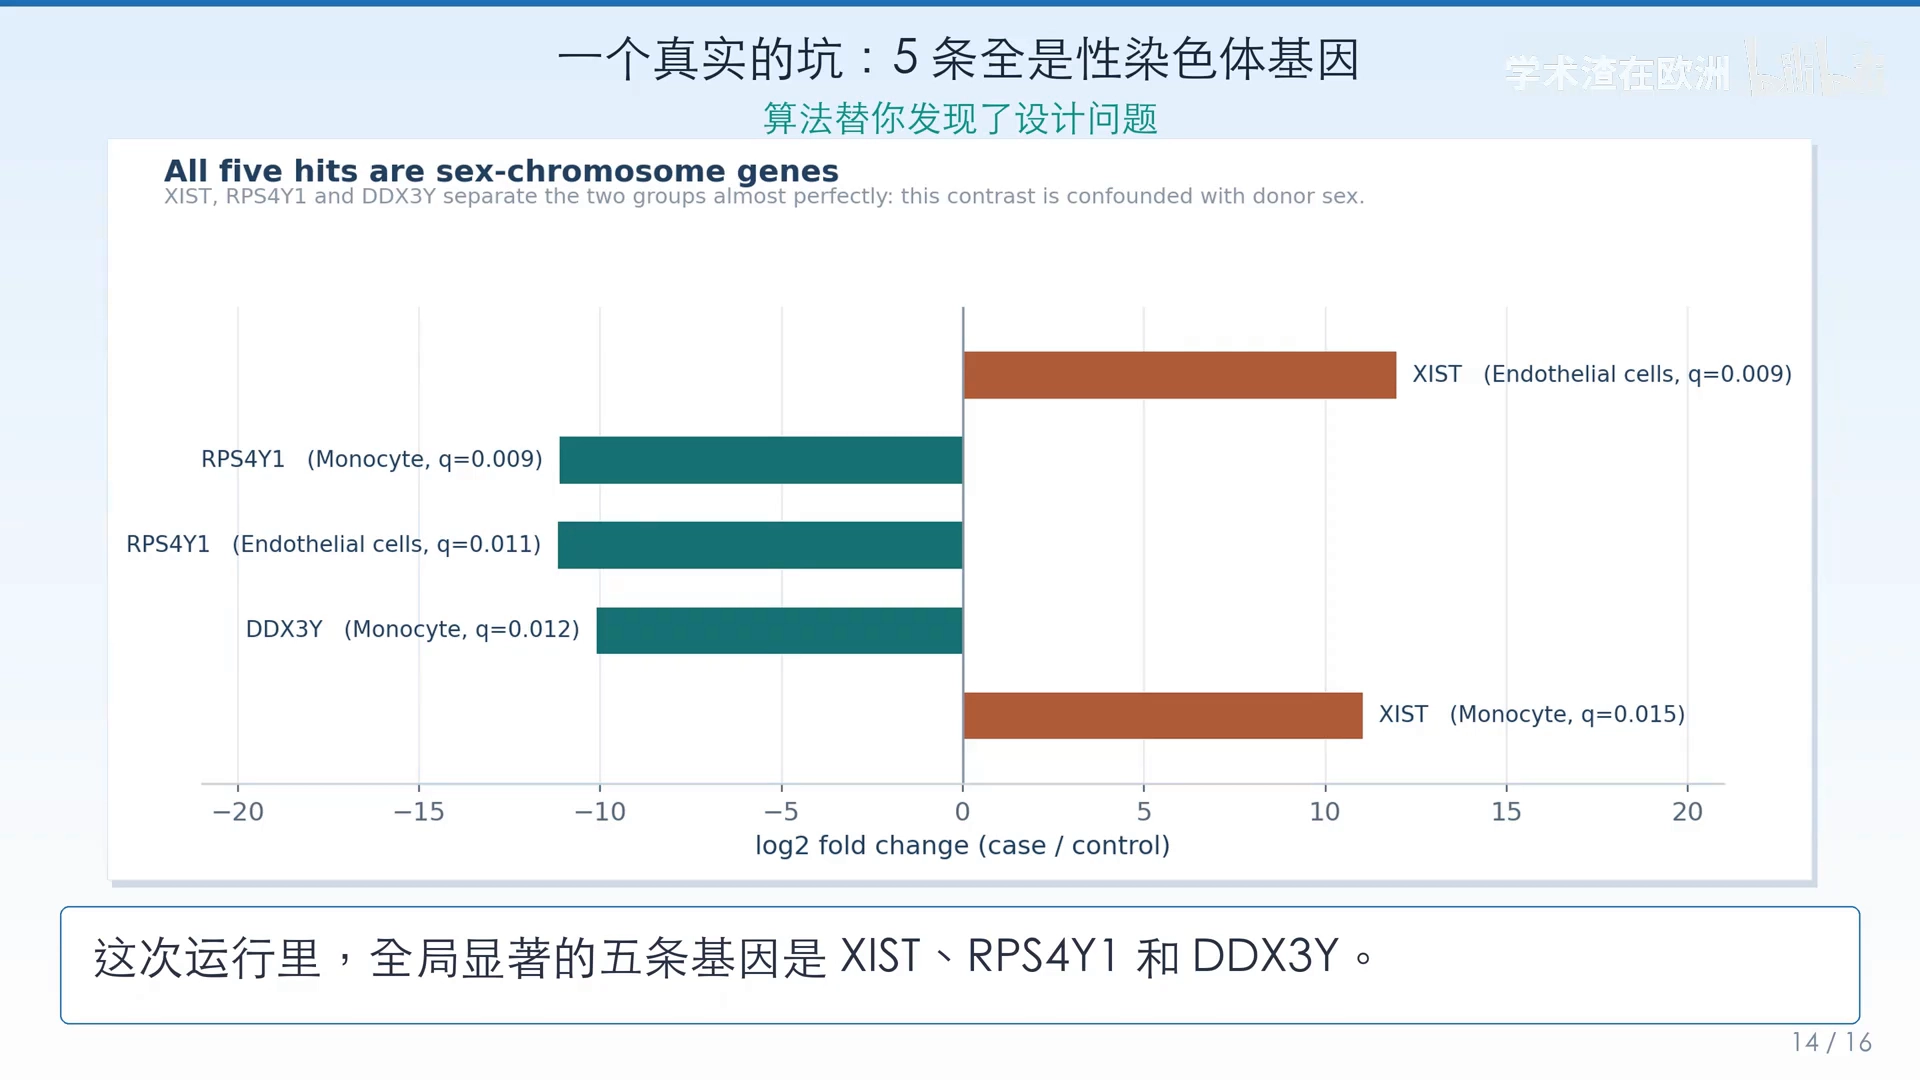 一个真实的坑：5 条全是性染色体基因
学术渣在欧洲 bilibili
算法替你发现了设计问题
All five hits are sex-chromosome genes
XIST, RPS4Y1 and DDX3Y separate the two groups almost perfectly: this contrast is confounded with donor sex.
XIST (Endothelial cells, q=0.009)
RPS4Y1 (Monocyte, q=0.009)
RPS4Y1 (Endothelial cells, q=0.011)
DDX3Y (Monocyte, q=0.012)
XIST (Monocyte, q=0.015)
−20 −15 −10 −5 0 5 10 15 20
log2 fold change (case / control)
这次运行里，全局显著的五条基因是 XIST、RPS4Y1 和 DDX3Y。
14 / 16